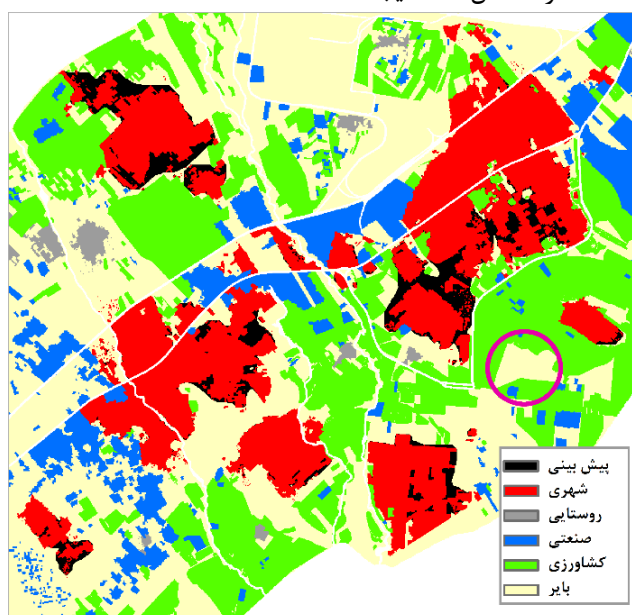 پیش بینی
شهری
روستایی
صنعتی
کشاورزی
بایر